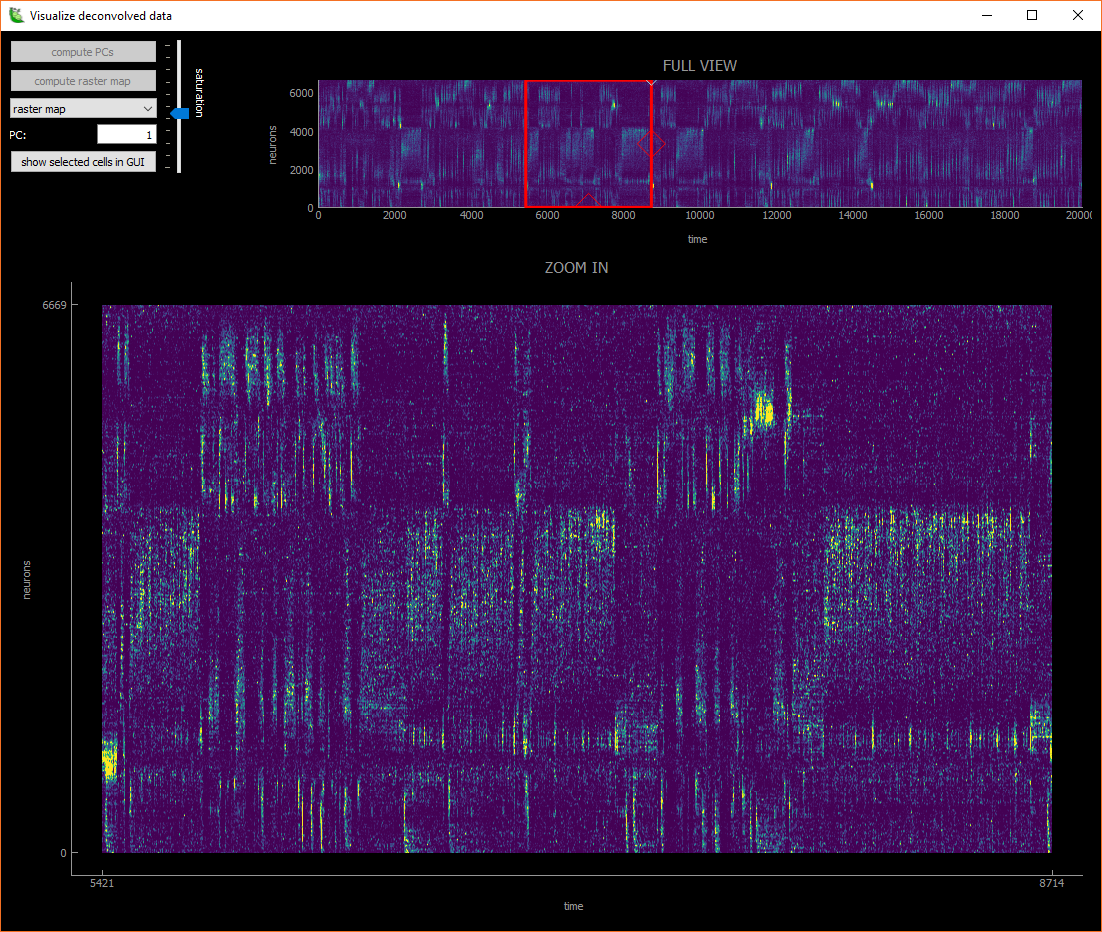 Visualize deconvolved data
compute PCs
compute raster map
raster map
PC:
1
show selected cells in GUI
saturation
FULL VIEW
6000
4000
2000
0
neurons
0 2000 4000 6000 8000 10000 12000 14000 16000 18000 20000
time
ZOOM IN
6669
neurons
0
5421 8714
time